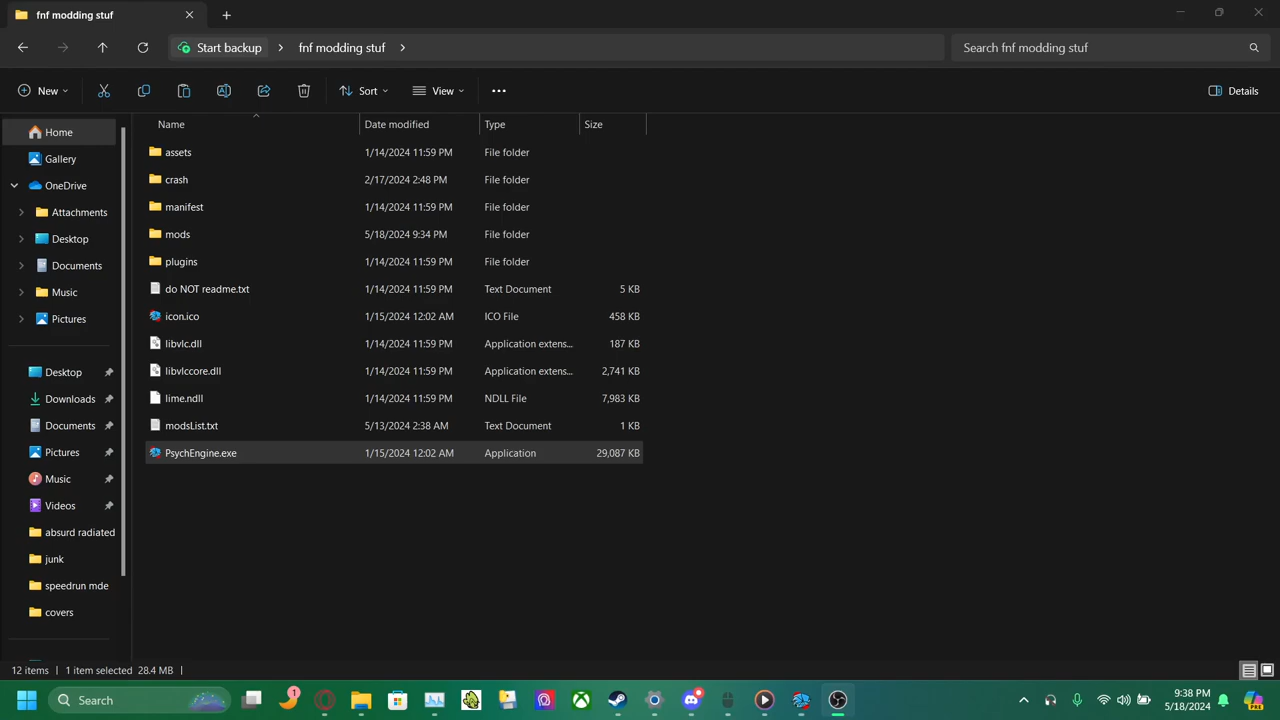 fnf modding stuf
Start backup
fnf modding stuf
Search fnf modding stuf
New
Sort
View
Details
Name
Date modified
Type
Size
Home
Gallery
OneDrive
Attachments
Desktop
Documents
Music
Pictures
Desktop
Downloads
Documents
Pictures
Music
Videos
absurd radiated
junk
speedrun mde
covers
assets 1/14/2024 11:59 PM File folder
crash 2/17/2024 2:48 PM File folder
manifest 1/14/2024 11:59 PM File folder
mods 5/18/2024 9:34 PM File folder
plugins 1/14/2024 11:59 PM File folder
do NOT readme.txt 1/14/2024 11:59 PM Text Document 5 KB
icon.ico 1/15/2024 12:02 AM ICO File 458 KB
libvlc.dll 1/14/2024 11:59 PM Application extens... 187 KB
libvlccore.dll 1/14/2024 11:59 PM Application extens... 2,741 KB
lime.ndll 1/14/2024 11:59 PM NDLL File 7,983 KB
modsList.txt 5/13/2024 2:38 AM Text Document 1 KB
PsychEngine.exe 1/15/2024 12:02 AM Application 29,087 KB
12 items 1 item selected 28.4 MB
Search
1
9:38 PM
5/18/2024
PRE